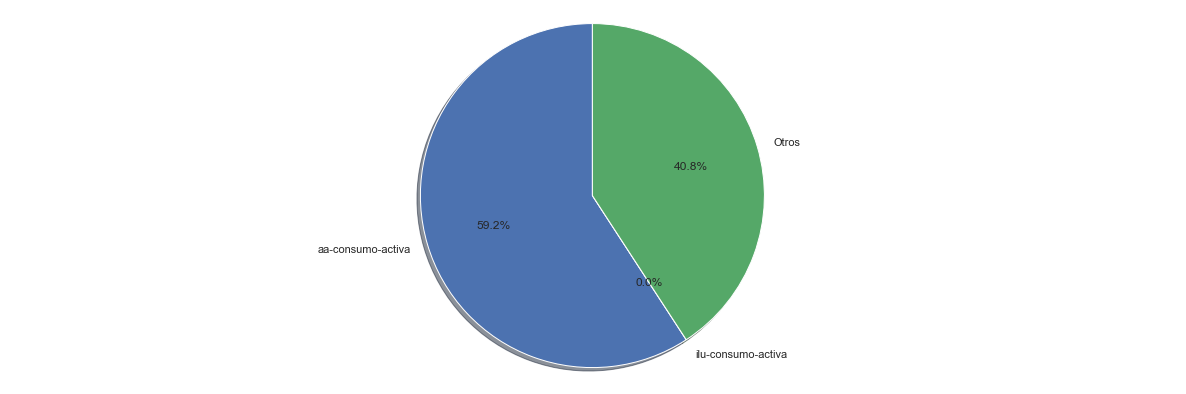 Otros
40.8%
59.2%
aa-consumo-activa
0.0%
ilu-consumo-activa